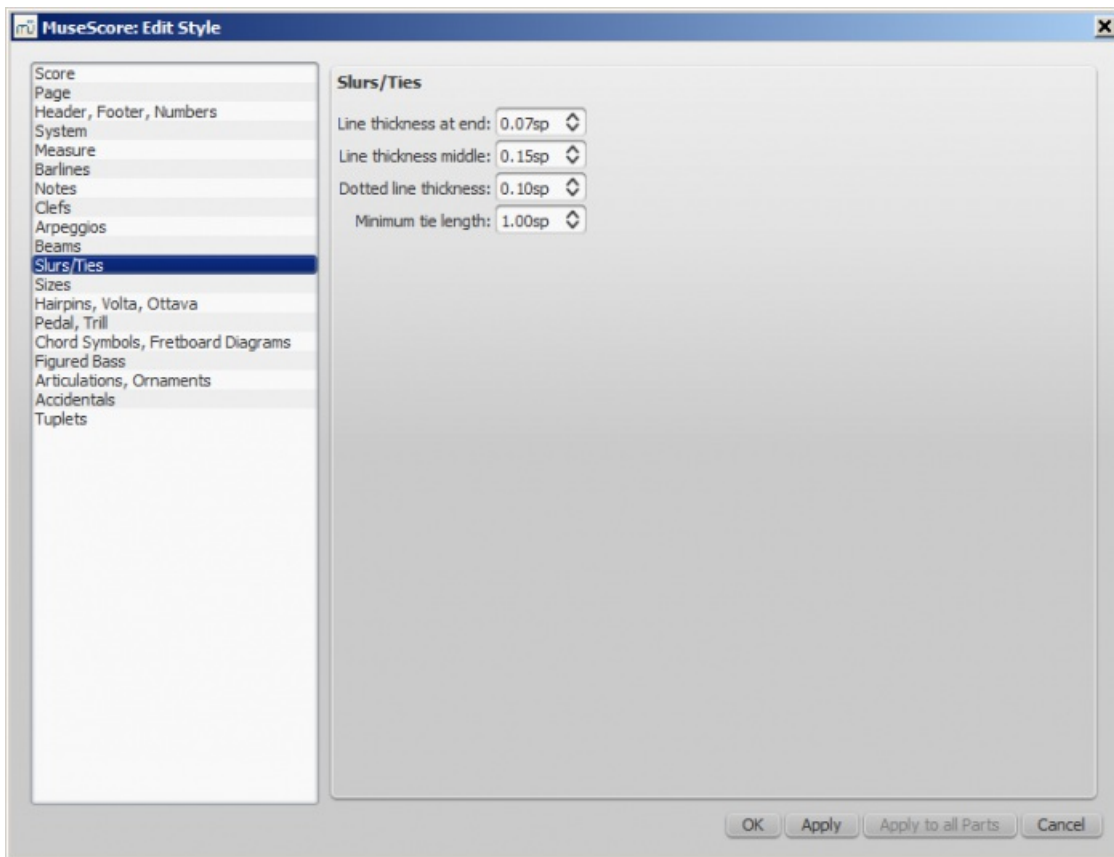 MuseScore: Edit Style
Score
Page
Header, Footer, Numbers
System
Measure
Barlines
Notes
Clefs
Arpeggios
Beams
Slurs/Ties
Sizes
Hairpins, Volta, Ottava
Pedal, Trill
Chord Symbols, Fretboard Diagrams
Figured Bass
Articulations, Ornaments
Accidentals
Tuplets
Slurs/Ties
Line thickness at end: 0.07sp
Line thickness middle: 0.15sp
Dotted line thickness: 0.10sp
Minimum tie length: 1.00sp
OK Apply Apply to all Parts Cancel